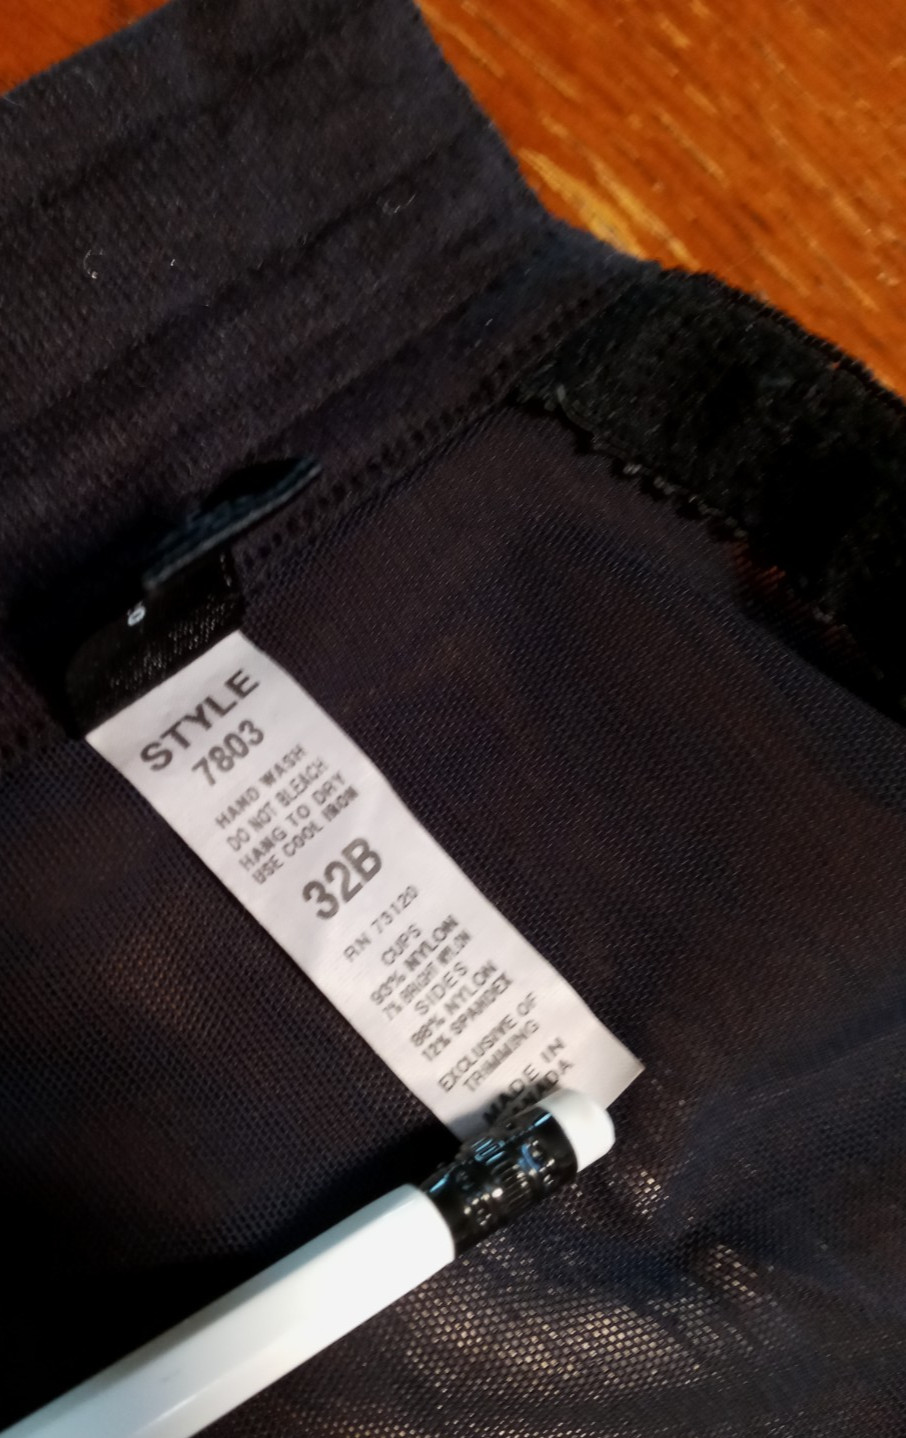 STYLE
7803
HAND WASH
DO NOT BLEACH
HANG TO DRY
USE COOL IRON
32B
RN 73120
CUPS
93% NYLON
7% BRIGHT NYLON
SIDES
88% NYLON
12% SPANDEX
EXCLUSIVE OF
TRIMMING
MADE IN